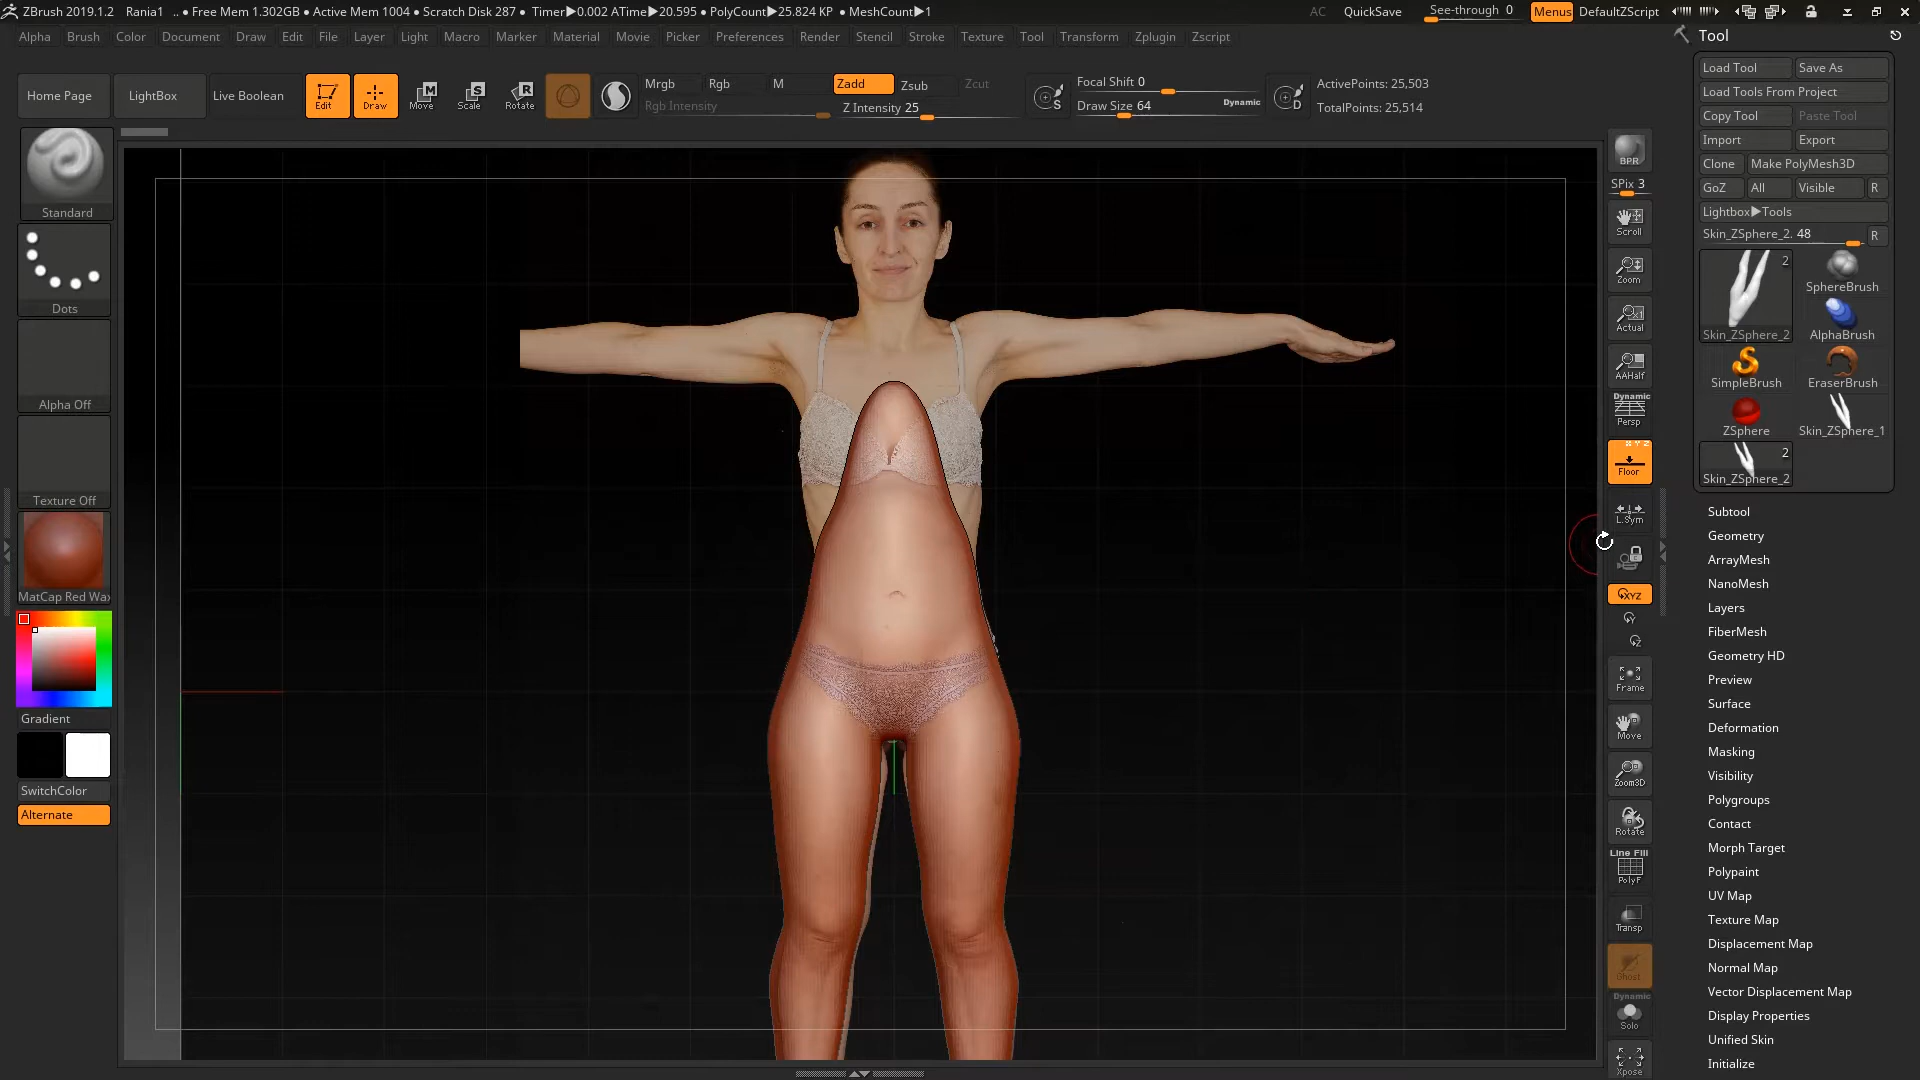 ZBrush 2019.1.2 Rania1 .. • Free Mem 1.302GB • Active Mem 1004 • Scratch Disk 287 • Timer▶0.002 ATime▶20.595 • PolyCount▶25.824 KP • MeshCount▶1 AC QuickSave See-through 0 Menus DefaultZScript
Alpha Brush Color Document Draw Edit File Layer Light Macro Marker Material Movie Picker Preferences Render Stencil Stroke Texture Tool Transform Zplugin Zscript
Home Page
LightBox
Live Boolean
Edit
Draw
Move
Scale
Rotate
Mrgb Rgb M
Rgb Intensity
Zadd Zsub Zcut
Z Intensity 25
S
Focal Shift 0
Draw Size 64 Dynamic
D
ActivePoints: 25,503
TotalPoints: 25,514
Standard
Dots
Alpha Off
Texture Off
MatCap Red Wax
Gradient
SwitchColor
Alternate
BPR
SPix 3
Scroll
Zoom
Actual
AAHalf
Dynamic
Persp
X Y Z
Floor
L.Sym
XYZ
Y
Z
Frame
Move
Zoom3D
Rotate
Line Fill
PolyF
Transp
Ghost
Dynamic
Solo
Xpose
Tool
Load Tool Save As
Load Tools From Project
Copy Tool Paste Tool
Import Export
Clone Make PolyMesh3D
GoZ All Visible R
Lightbox▶Tools
Skin_ZSphere_2. 48 R
2
Skin_ZSphere_2
SphereBrush
AlphaBrush
SimpleBrush
EraserBrush
ZSphere
Skin_ZSphere_1
2
Skin_ZSphere_2
Subtool
Geometry
ArrayMesh
NanoMesh
Layers
FiberMesh
Geometry HD
Preview
Surface
Deformation
Masking
Visibility
Polygroups
Contact
Morph Target
Polypaint
UV Map
Texture Map
Displacement Map
Normal Map
Vector Displacement Map
Display Properties
Unified Skin
Initialize